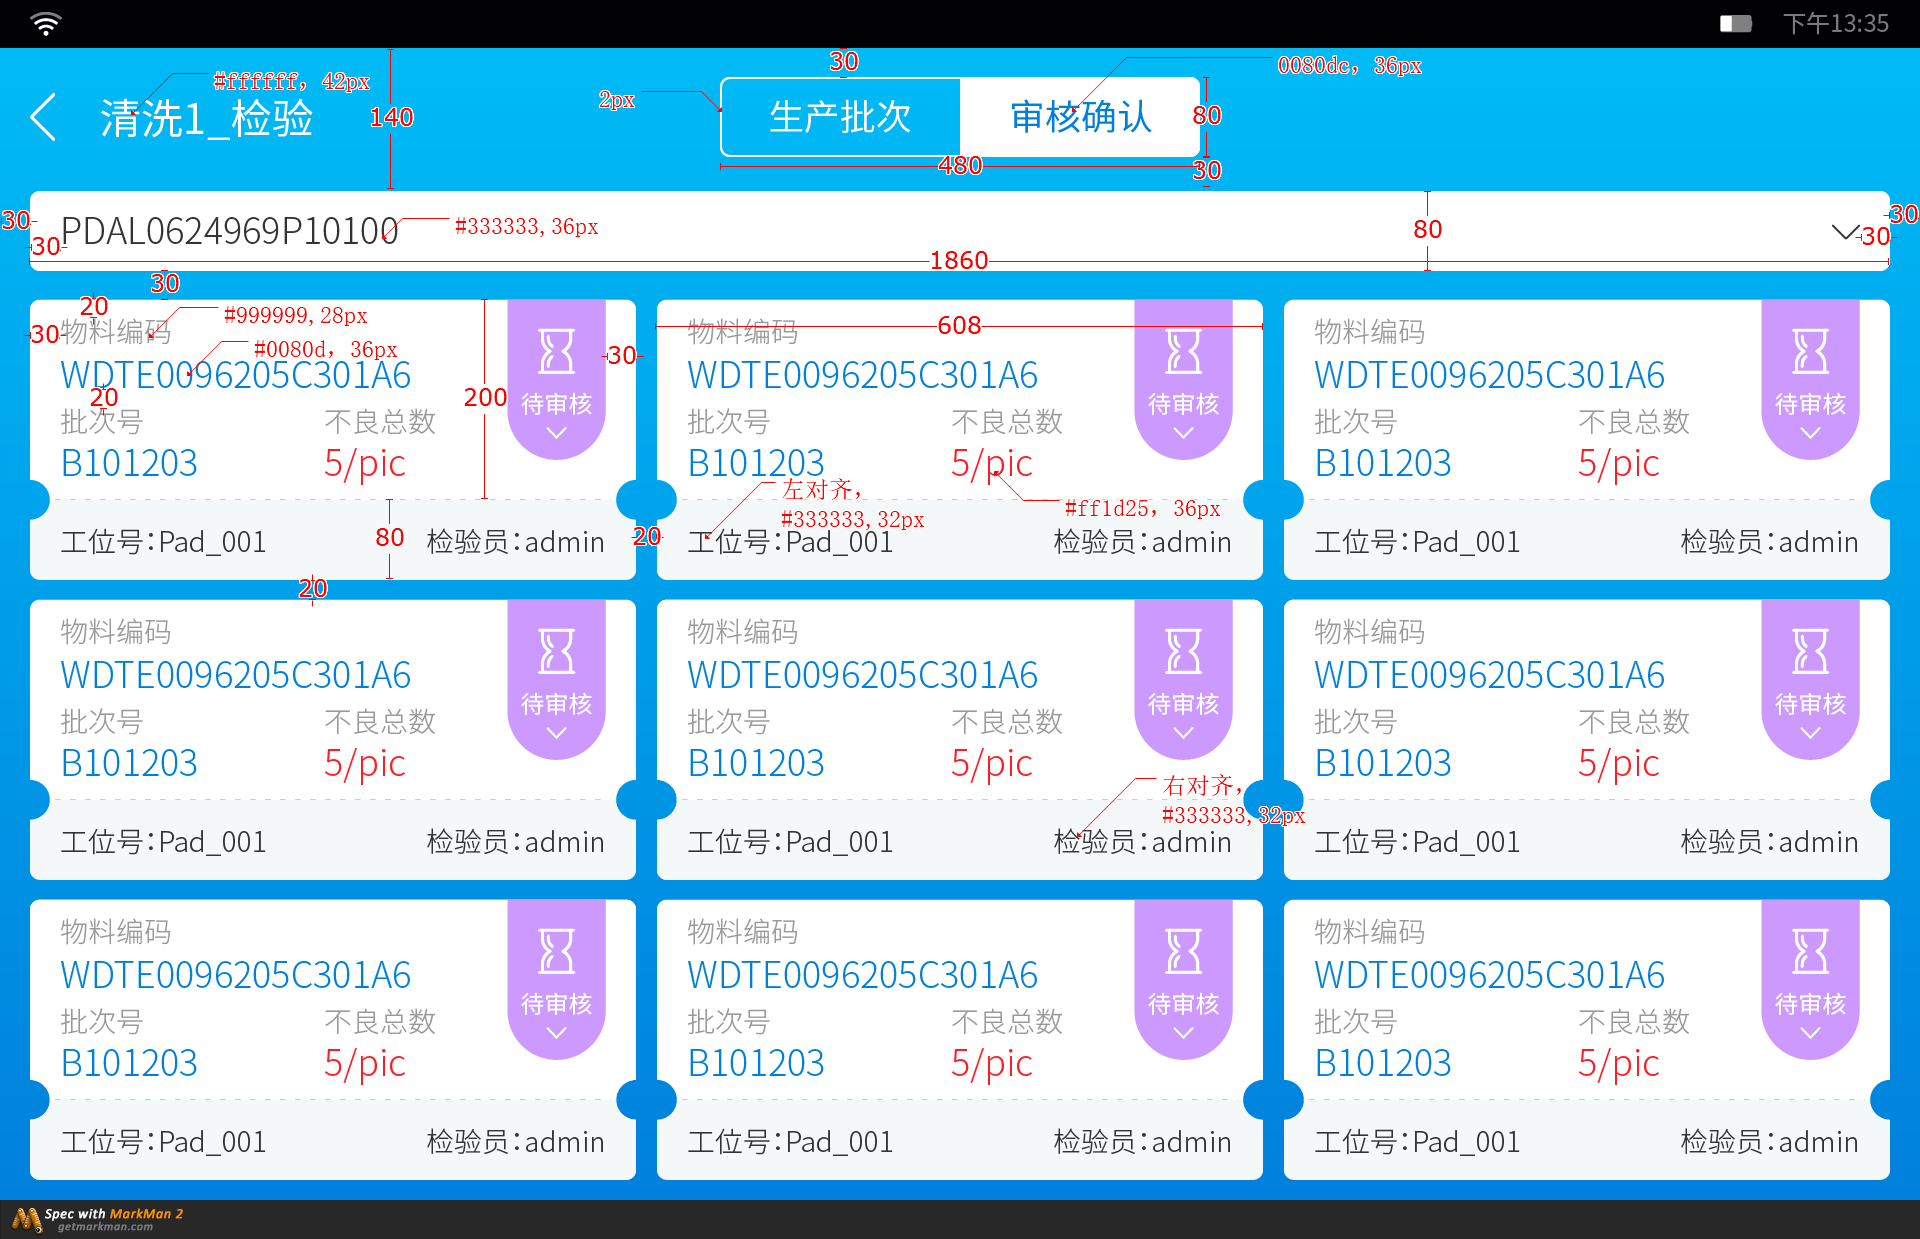 下午13:35
30
#ffffff, 42px
0080dc, 36px
2px
清洗1_检验
140
生产批次
审核确认
80
480
30
30
PDAL0624969P10100
#333333,36px
80
30
30
30
1860
30
20
#999999,28px
物料编码
608
物料编码
物料编码
30
#0080d, 36px
30
WDTE0096205C301A6
WDTE0096205C301A6
WDTE0096205C301A6
20
200
待审核
待审核
待审核
批次号
不良总数
批次号
不良总数
批次号
不良总数
B101203
5/pic
B101203
5/pic
B101203
5/pic
左对齐,
#333333,32px
#ff1d25, 36px
工位号:Pad_001
80
检验员:admin
20
工位号:Pad_001
检验员:admin
工位号:Pad_001
检验员:admin
20
物料编码
物料编码
物料编码
WDTE0096205C301A6
WDTE0096205C301A6
WDTE0096205C301A6
待审核
待审核
待审核
批次号
不良总数
批次号
不良总数
批次号
不良总数
B101203
5/pic
B101203
5/pic
B101203
5/pic
右对齐,
#333333,32px
工位号:Pad_001
检验员:admin
工位号:Pad_001
检验员:admin
工位号:Pad_001
检验员:admin
物料编码
物料编码
物料编码
WDTE0096205C301A6
WDTE0096205C301A6
WDTE0096205C301A6
待审核
待审核
待审核
批次号
不良总数
批次号
不良总数
批次号
不良总数
B101203
5/pic
B101203
5/pic
B101203
5/pic
工位号:Pad_001
检验员:admin
工位号:Pad_001
检验员:admin
工位号:Pad_001
检验员:admin
Spec with MarkMan 2
getmarkman.com